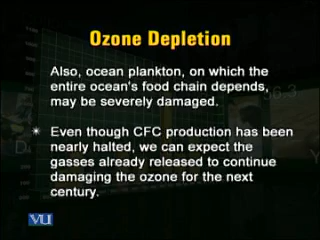 Ozone Depletion
Also, ocean plankton, on which the
entire ocean's food chain depends,
may be severely damaged.
Even though CFC production has been
nearly halted, we can expect the
gasses already released to continue
damaging the ozone for the next
century.
VU